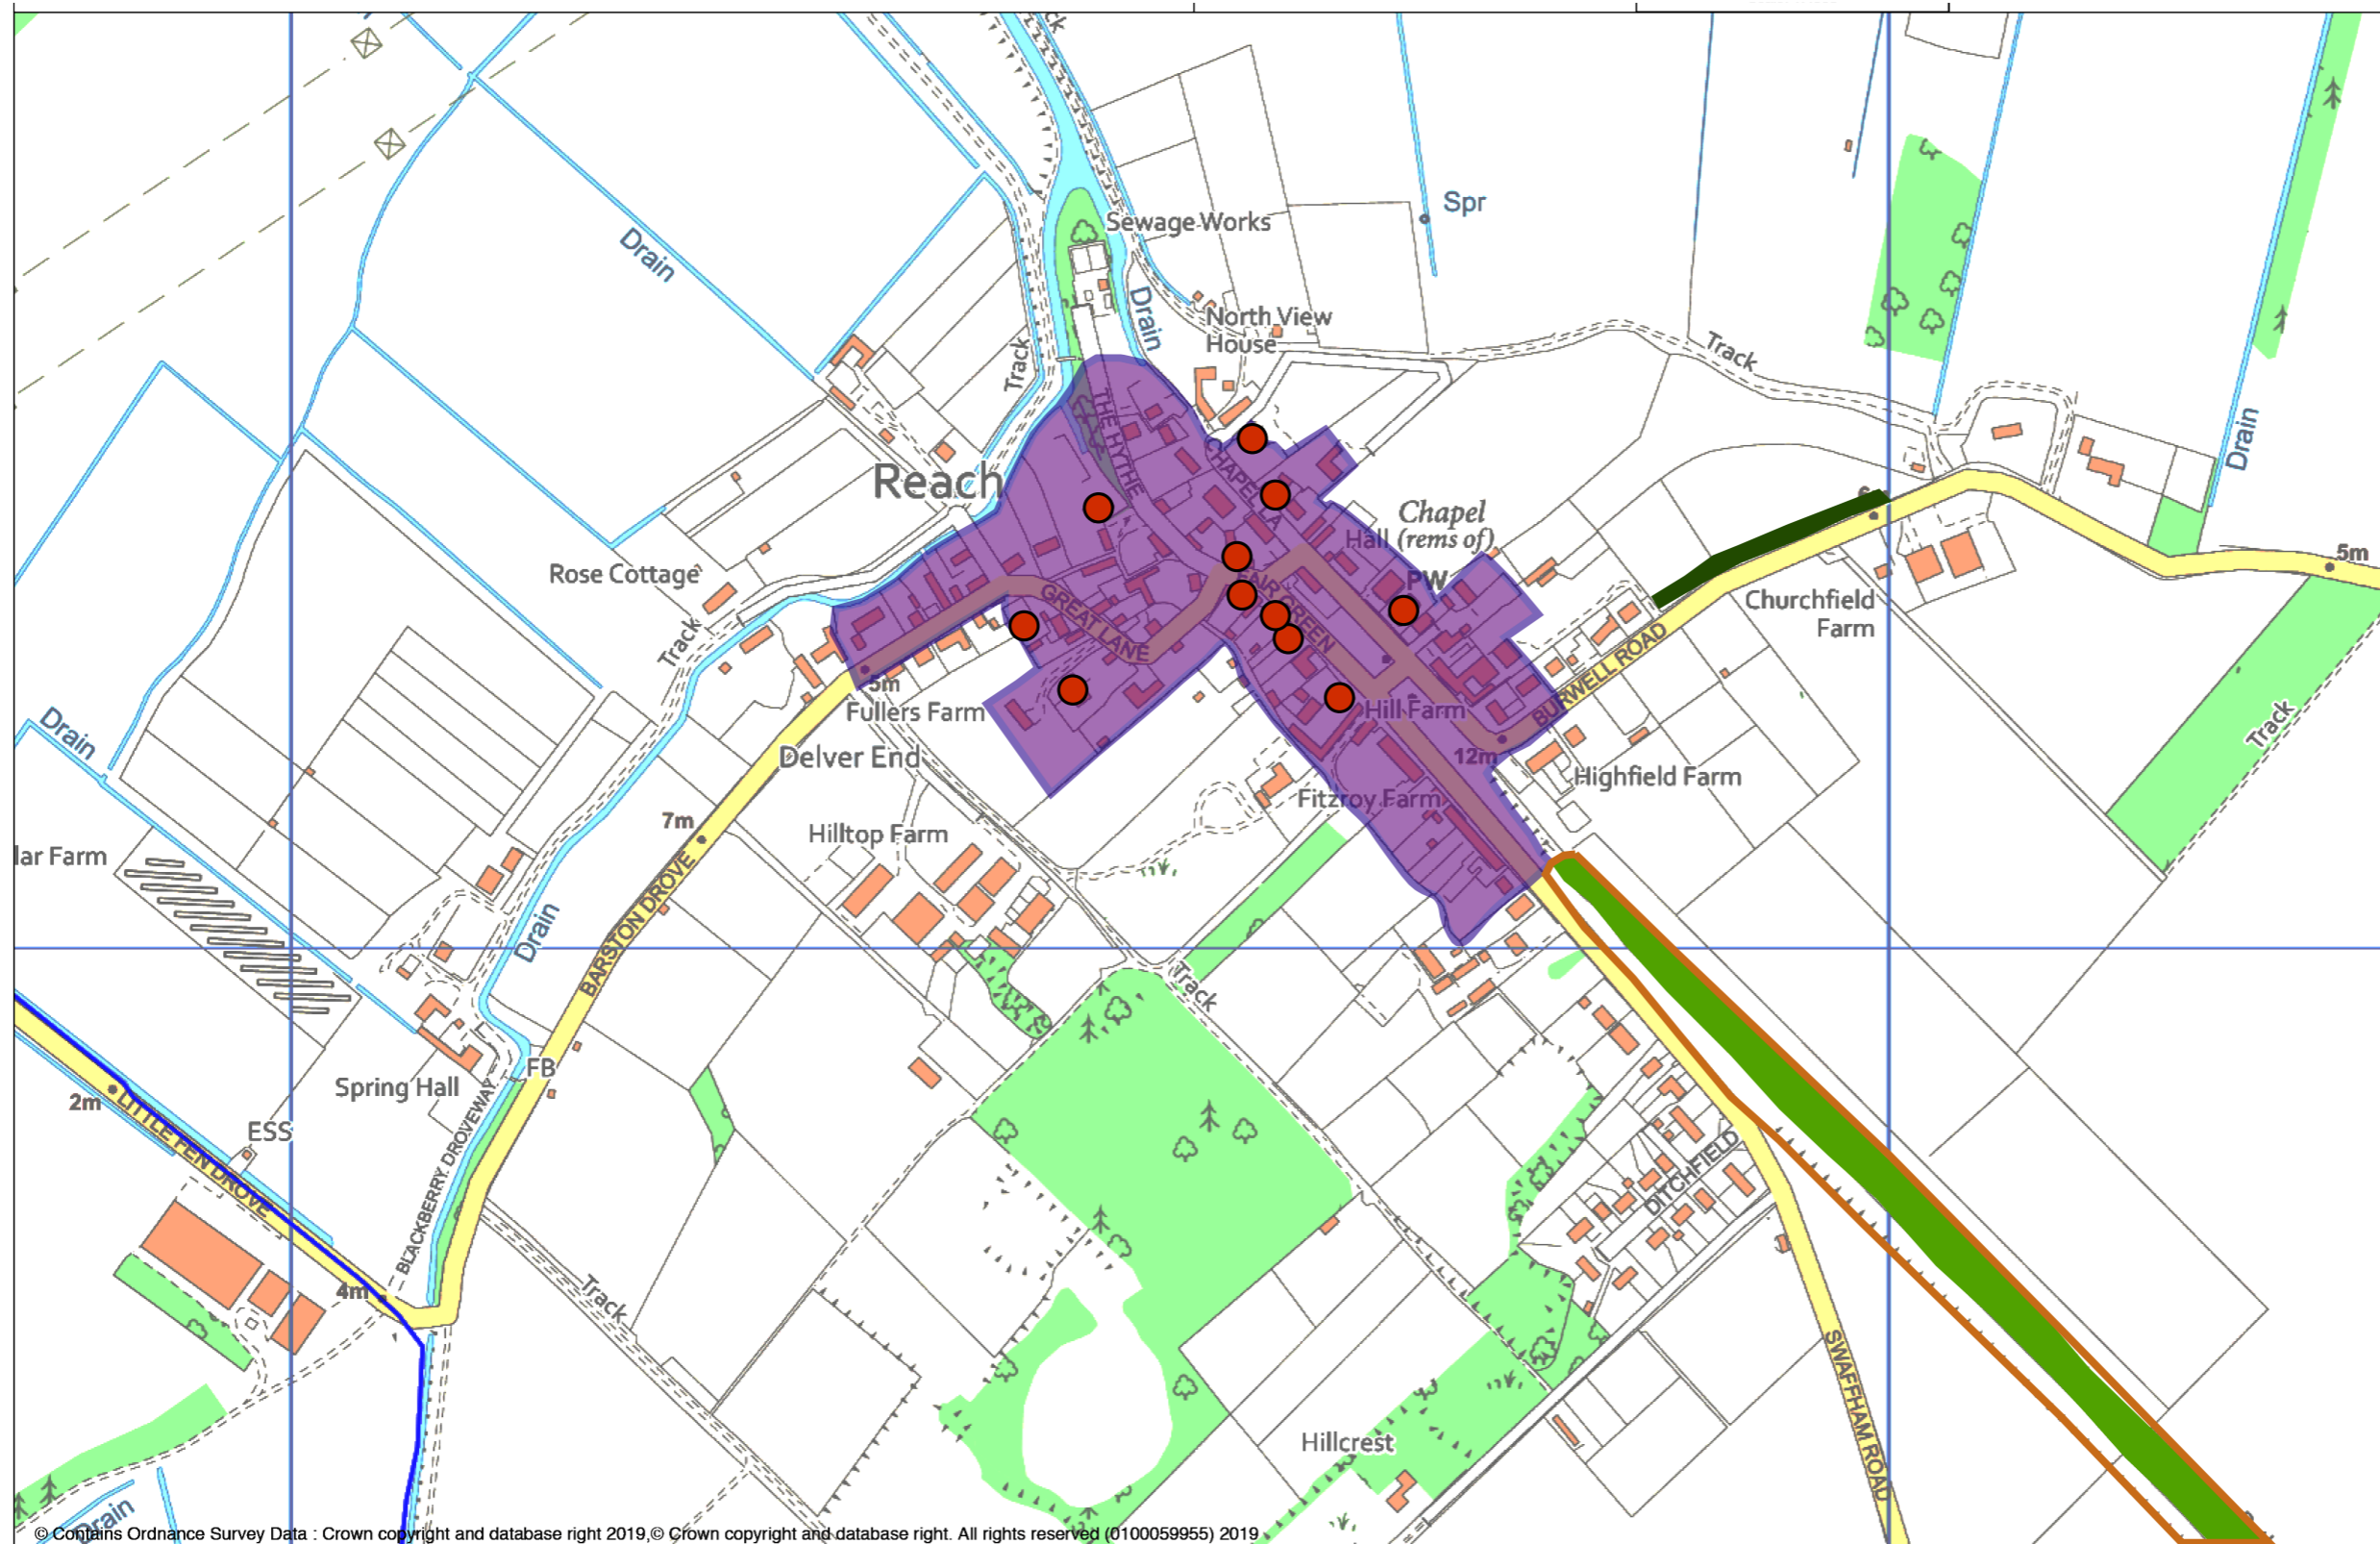 Spr
Sewage Works
Drain
Drain
North View
House
Track
Track
THE HYTHE
Reach
Drain
Chapel
(rems of)
Hall
PW
FAIR GREEN
5m
Rose Cottage
GREAT LANE
Track
Churchfield
Farm
BURWELL ROAD
5m
Fullers Farm
Hill Farm
Drain
Delver End
12m
Track
Highfield Farm
Fitzroy Farm
7m
Hilltop Farm
lar Farm
BARSTON DROVE
Drain
Track
FB
Spring Hall
2m
LITTLE FEN DROVE
ESS
BLACKBERRY DROVEWAY
DITCHFIELD
4m
Track
SWAFFHAM ROAD
Hillcrest
Drain
© Contains Ordnance Survey Data : Crown copyright and database right 2019,© Crown copyright and database right. All rights reserved (0100059955) 2019